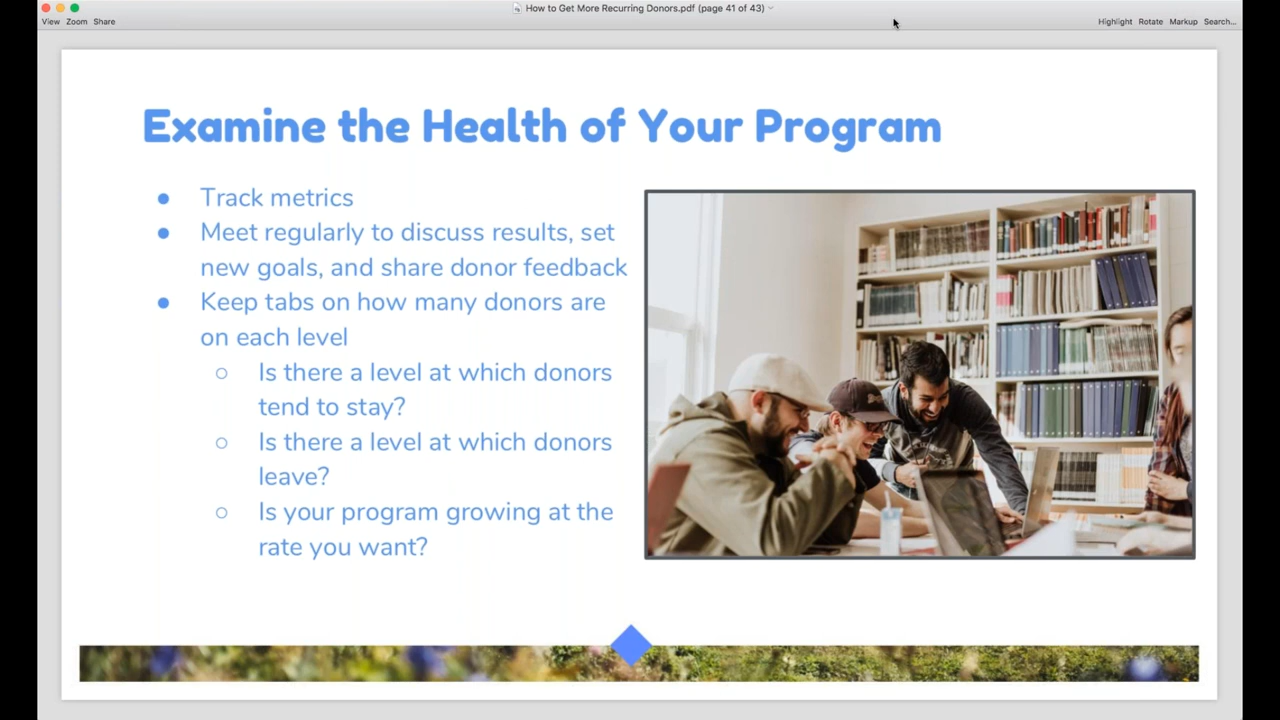 How to Get More Recurring Donors.pdf (page 41 of 43)
View Zoom Share
Highlight Rotate Markup Search...
Examine the Health of Your Program
● Track metrics
● Meet regularly to discuss results, set
new goals, and share donor feedback
● Keep tabs on how many donors are
on each level
○ Is there a level at which donors
tend to stay?
○ Is there a level at which donors
leave?
○ Is your program growing at the
rate you want?